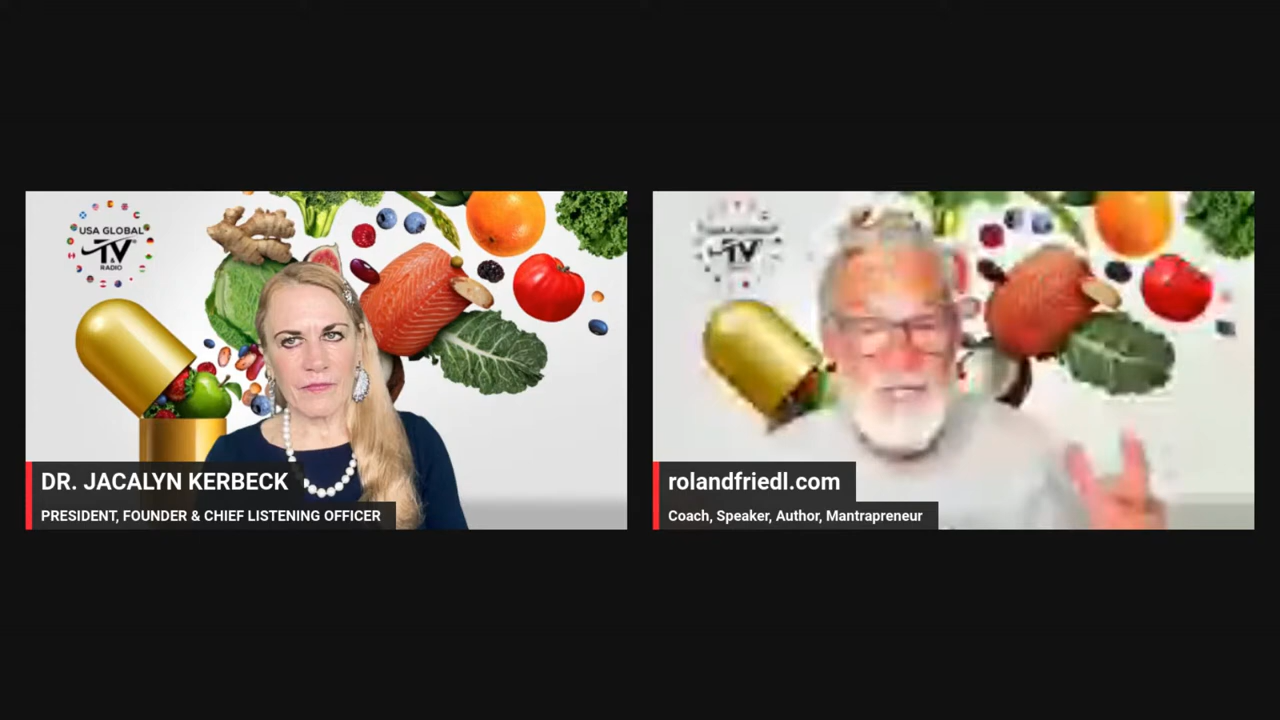 USA GLOBAL
TV
RADIO
DR. JACALYN KERBECK
PRESIDENT, FOUNDER & CHIEF LISTENING OFFICER
TV
rolandfriedl.com
Coach, Speaker, Author, Mantrapreneur